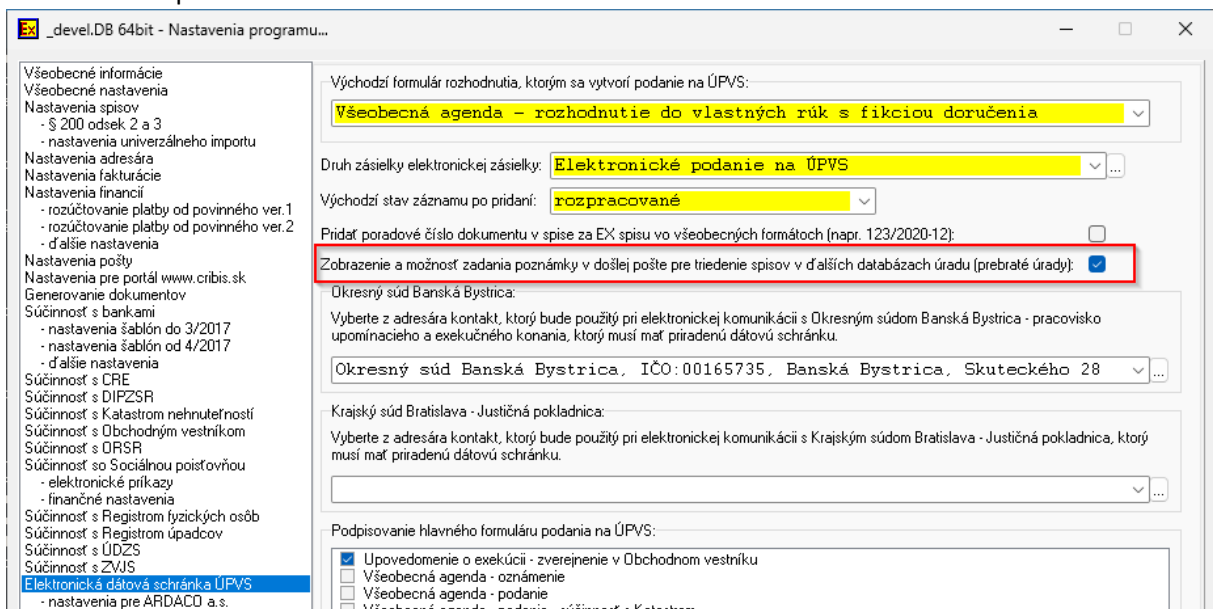 _devel.DB 64bit - Nastavenia programu...
Všeobecné informácie
Všeobecné nastavenia
Nastavenia spisov
- § 200 odsek 2 a 3
- nastavenia univerzálneho importu
Nastavenia adresára
Nastavenia fakturácie
Nastavenia financií
- rozúčtovanie platby od povinného ver.1
- rozúčtovanie platby od povinného ver.2
- ďalšie nastavenia
Nastavenia pošty
Nastavenia pre portál www.cribis.sk
Generovanie dokumentov
Súčinnosť s bankami
- nastavenia šablón do 3/2017
- nastavenia šablón od 4/2017
- ďalšie nastavenia
Súčinnosť s CRE
Súčinnosť s DIPZSR
Súčinnosť s Katastrom nehnuteľností
Súčinnosť s Obchodným vestníkom
Súčinnosť s ORSR
Súčinnosť so Sociálnou poisťovňou
- elektronické príkazy
- finančné nastavenia
Súčinnosť s Registrom fyzických osôb
Súčinnosť s Registrom úpadcov
Súčinnosť s ÚDZS
Súčinnosť s ZVJS
Elektronická dátová schránka ÚPVS
- nastavenia pre ARDACO a.s.
Východzí formulár rozhodnutia, ktorým sa vytvorí podanie na ÚPVS:
Všeobecná agenda - rozhodnutie do vlastných rúk s fikciou doručenia
Druh zásielky elektronickej zásielky: Elektronické podanie na ÚPVS ...
Východzí stav záznamu po pridaní: rozpracované
Pridať poradové číslo dokumentu v spise za EX spisu vo všeobecných formátoch (napr. 123/2020-12):
Zobrazenie a možnosť zadania poznámky v došlej pošte pre triedenie spisov v ďalších databázach úradu (prebraté úrady):
Okresný súd Banská Bystrica:
Vyberte z adresára kontakt, ktorý bude použitý pri elektronickej komunikácii s Okresným súdom Banská Bystrica - pracovisko
upomínacieho a exekučného konania, ktorý musí mať priradenú dátovú schránku.
Okresný súd Banská Bystrica, IČO:00165735, Banská Bystrica, Skuteckého 28 ...
Krajský súd Bratislava - Justičná pokladnica:
Vyberte z adresára kontakt, ktorý bude použitý pri elektronickej komunikácii s Krajským súdom Bratislava - Justičná pokladnica, ktorý
musí mať priradenú dátovú schránku.
...
Podpisovanie hlavného formuláru podania na ÚPVS:
Upovedomenie o exekúcii - zverejnenie v Obchodnom vestníku
Všeobecná agenda - oznámenie
Všeobecná agenda - podanie